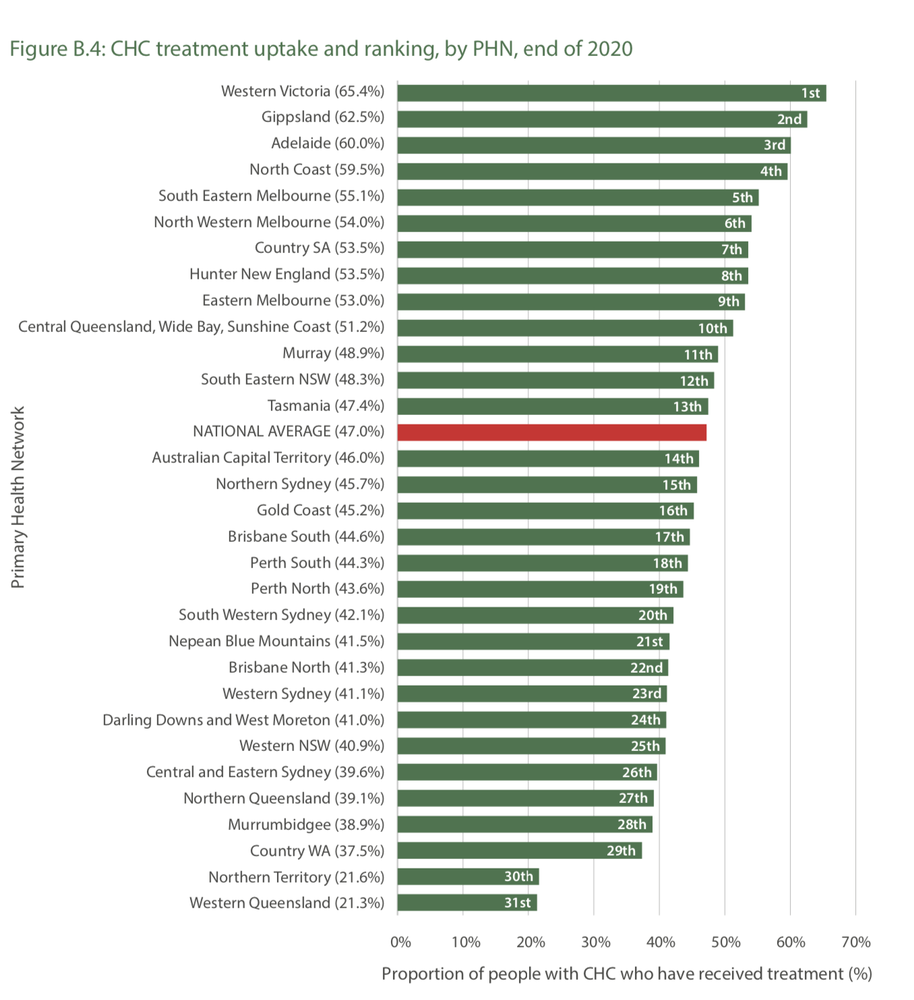 Figure B.4: CHC treatment uptake and ranking, by PHN, end of 2020
Western Victoria (65.4%) 1st
Gippsland (62.5%) 2nd
Adelaide (60.0%) 3rd
North Coast (59.5%) 4th
South Eastern Melbourne (55.1%) 5th
North Western Melbourne (54.0%) 6th
Country SA (53.5%) 7th
Hunter New England (53.5%) 8th
Eastern Melbourne (53.0%) 9th
Central Queensland, Wide Bay, Sunshine Coast (51.2%) 10th
Murray (48.9%) 11th
South Eastern NSW (48.3%) 12th
Tasmania (47.4%) 13th
NATIONAL AVERAGE (47.0%)
Australian Capital Territory (46.0%) 14th
Northern Sydney (45.7%) 15th
Gold Coast (45.2%) 16th
Brisbane South (44.6%) 17th
Perth South (44.3%) 18th
Perth North (43.6%) 19th
South Western Sydney (42.1%) 20th
Nepean Blue Mountains (41.5%) 21st
Brisbane North (41.3%) 22nd
Western Sydney (41.1%) 23rd
Darling Downs and West Moreton (41.0%) 24th
Western NSW (40.9%) 25th
Central and Eastern Sydney (39.6%) 26th
Northern Queensland (39.1%) 27th
Murrumbidgee (38.9%) 28th
Country WA (37.5%) 29th
Northern Territory (21.6%) 30th
Western Queensland (21.3%) 31st
Primary Health Network
0% 10% 20% 30% 40% 50% 60% 70%
Proportion of people with CHC who have received treatment (%)